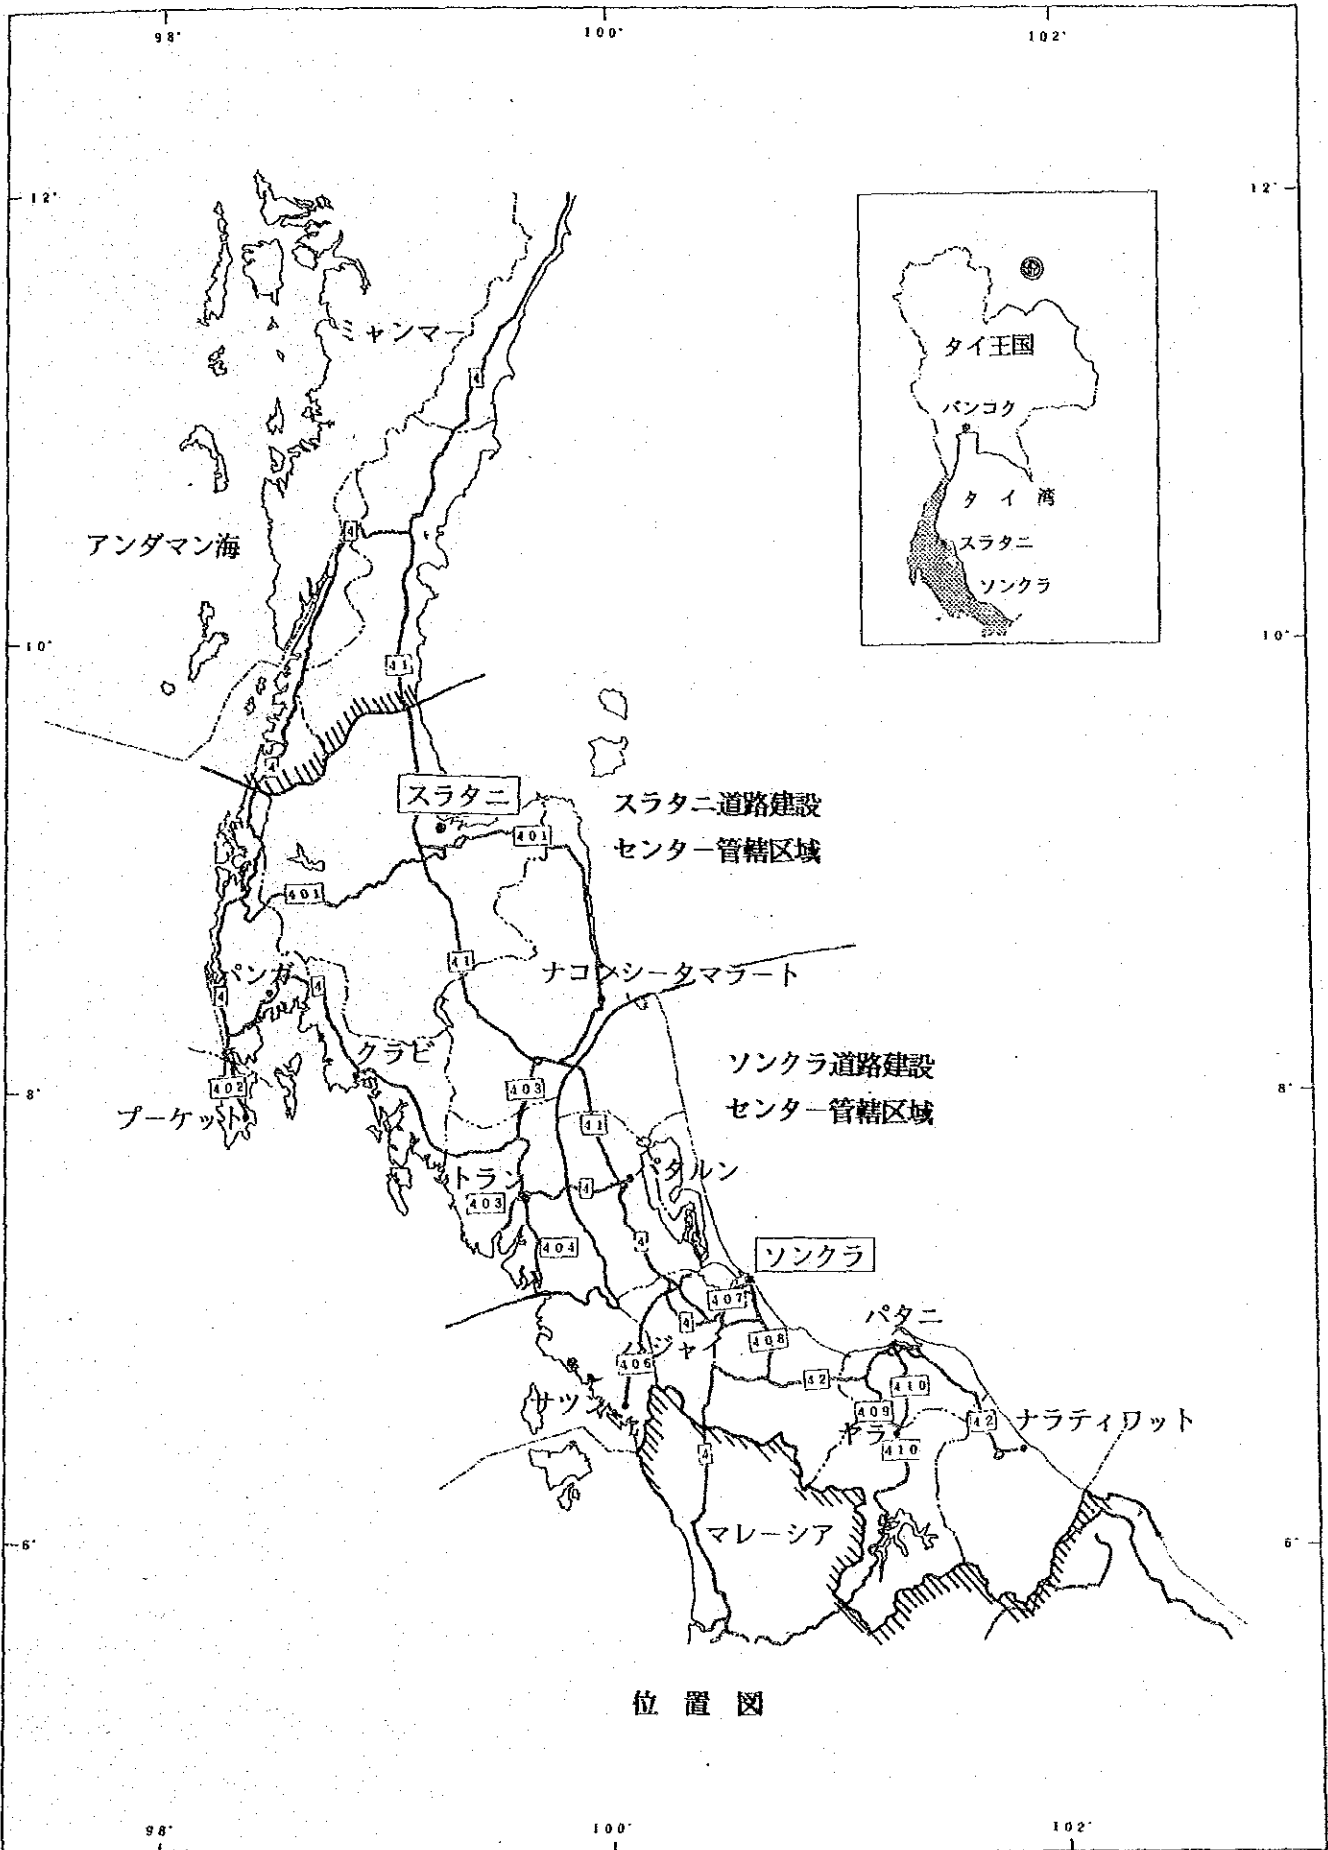 98°
100°
102°
12°
12°
ミャンマー
4
タイ王国
バンコク
タイ湾
スラタニ
ソンクラ
4
アンダマン海
10°
10°
41
4
スラタニ
スラタニ道路建設
センター管轄区域
401
401
41
ナコンシータマラート
パンガ
4
4
クラビ
ソンクラ道路建設
センター管轄区域
8°
8°
402
403
プーケット
41
トラン
パタルン
403
4
404
4
ソンクラ
407
パタニ
4
408
ハジャイ
406
42
410
サツン
409
ヤラ
42
ナラティワット
410
4
マレーシア
6°
6°
位置図
98°
100°
102°